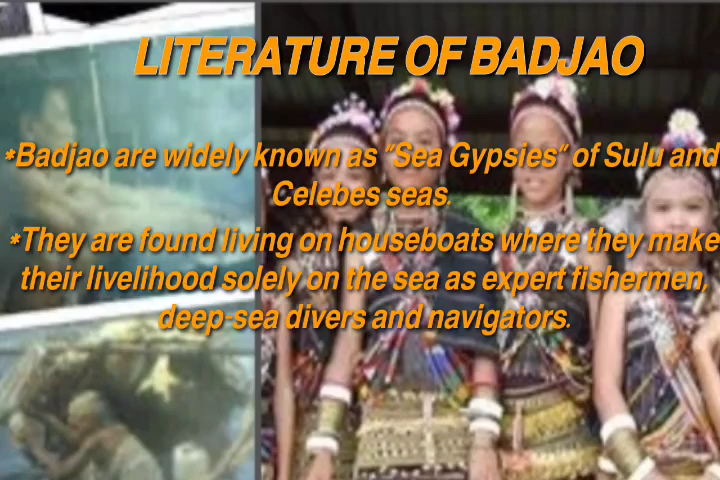 LITERATURE OF BADJAO
*Badjao are widely known as “Sea Gypsies“ of Sulu and
Celebes seas.
*They are found living on houseboats where they make
their livelihood solely on the sea as expert fishermen,
deep-sea divers and navigators.